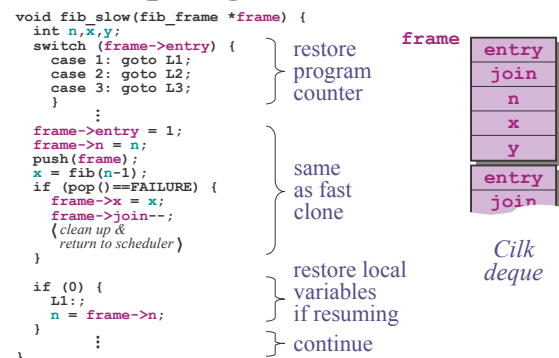 void fib_slow(fib_frame *frame) {
int n,x,y;
switch (frame->entry) {
case 1: goto L1;
case 2: goto L2;
case 3: goto L3;
}
⋮
frame->entry = 1;
frame->n = n;
push(frame);
x = fib(n-1);
if (pop()==FAILURE) {
frame->x = x;
frame->join--;
⟨clean up &
return to scheduler⟩
}
if (0) {
L1:;
n = frame->n;
}
⋮
}
restore
program
counter
same
as fast
clone
restore local
variables
if resuming
continue
frame
entry
join
n
x
y
entry
join
Cilk
deque